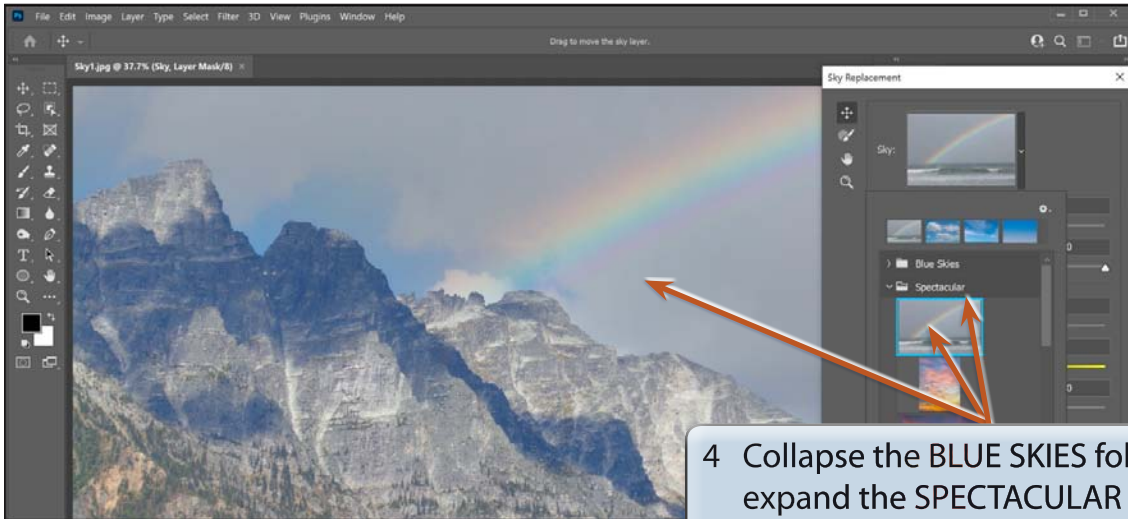 File Edit Image Layer Type Select Filter 3D View Plugins Window Help
Drag to move the sky layer.
Sky1.jpg @ 37.7% (Sky, Layer Mask/8) ×
Sky Replacement
Sky:
0
Blue Skies
Spectacular
0
4 Collapse the BLUE SKIES fol
expand the SPECTACULAR